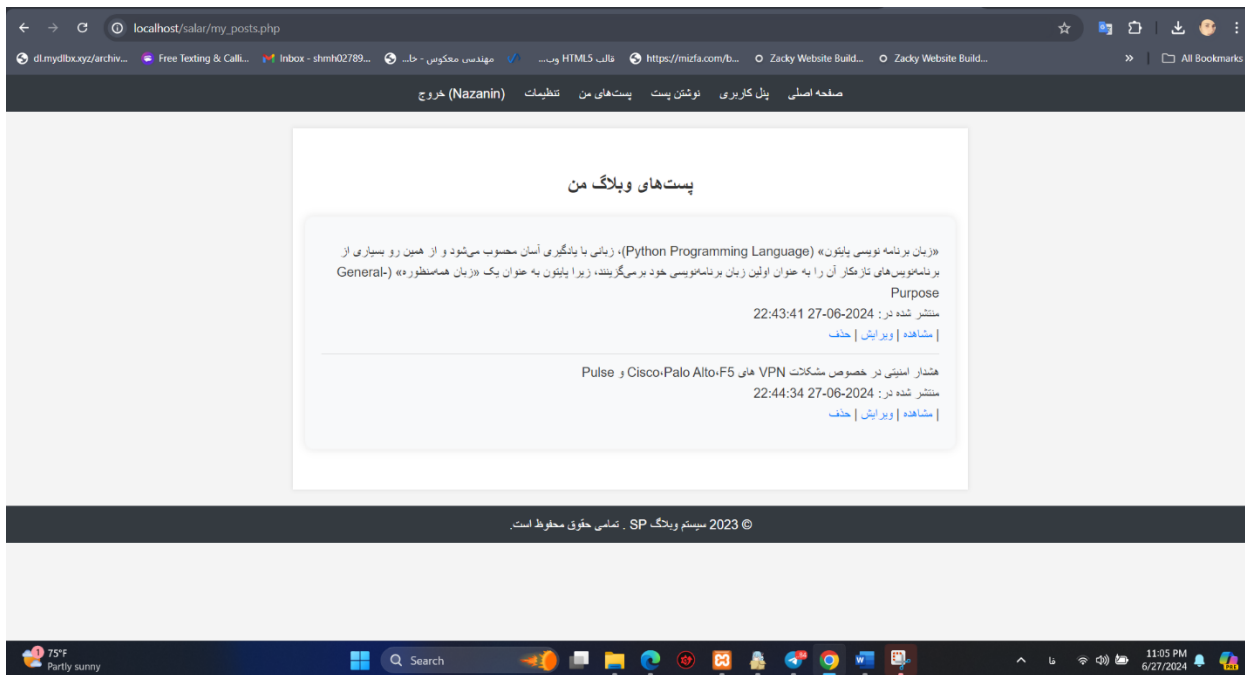 localhost/salar/my_posts.php
dl.mydlbx.xyz/archiv...
Free Texting & Calli...
Inbox - shmh02789...
مهندسی معکوس - خا...
قالب HTML5 وب...
https://mizfa.com/b...
Zacky Website Build...
Zacky Website Build...
»
All Bookmarks
صفحه اصلی پنل کاربری نوشتن پست پست‌های من تنظیمات (Nazanin) خروج
پست‌های وبلاگ من
«زبان برنامه نویسی پایتون» (Python Programming Language)، زبانی با یادگیری آسان محسوب می‌شود و از همین رو بسیاری از
برنامه‌نویس‌های تازه‌کار آن را به عنوان اولین زبان برنامه‌نویسی خود برمی‌گزینند، زیرا پایتون به عنوان یک «زبان همه‌منظوره» (General-
Purpose
منتشر شده در: 2024-06-27 22:43:41
| مشاهده | ویرایش | حذف
هشدار امنیتی در خصوص مشکلات VPN های Cisco،Palo Alto،F5 و Pulse
منتشر شده در: 2024-06-27 22:44:34
| مشاهده | ویرایش | حذف
© 2023 سیستم وبلاگ SP . تمامی حقوق محفوظ است.
1
75°F
Partly sunny
Search
فا
11:05 PM
6/27/2024
PRE